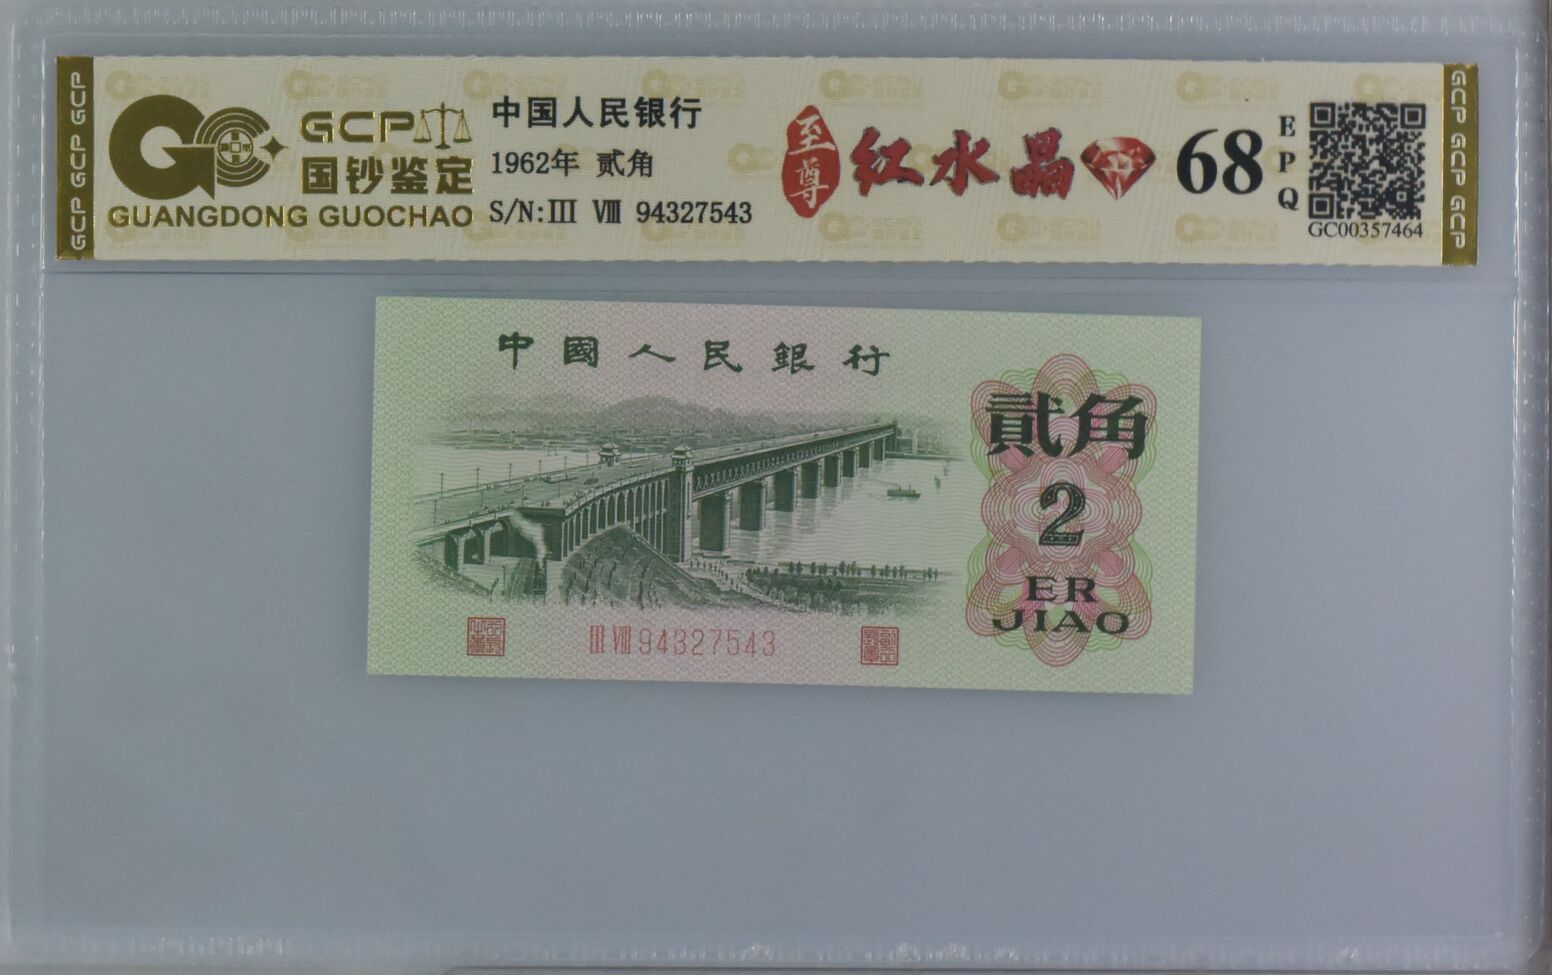 GCP GCP GCP
GCP
国钞鉴定
GUANGDONG GUOCHAO
中国人民银行
1962年 贰角
S/N:III VIII 94327543
至尊
红水晶
68
EPQ
GC00357464
GCP GCP GCP
中國人民銀行
貳角
2
ER
JIAO
III VIII 94327543